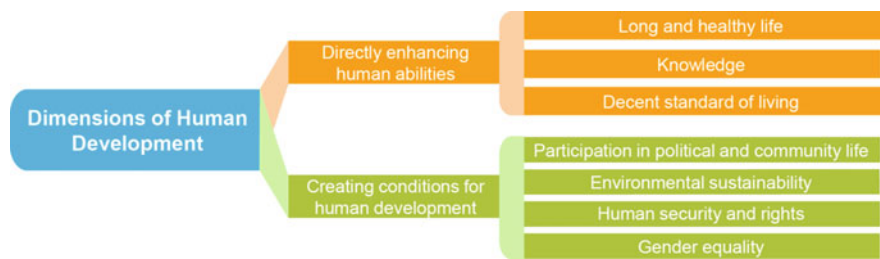 Dimensions of Human
Development
Directly enhancing
human abilities
Long and healthy life
Knowledge
Decent standard of living
Creating conditions for
human development
Participation in political and community life
Environmental sustainability
Human security and rights
Gender equality